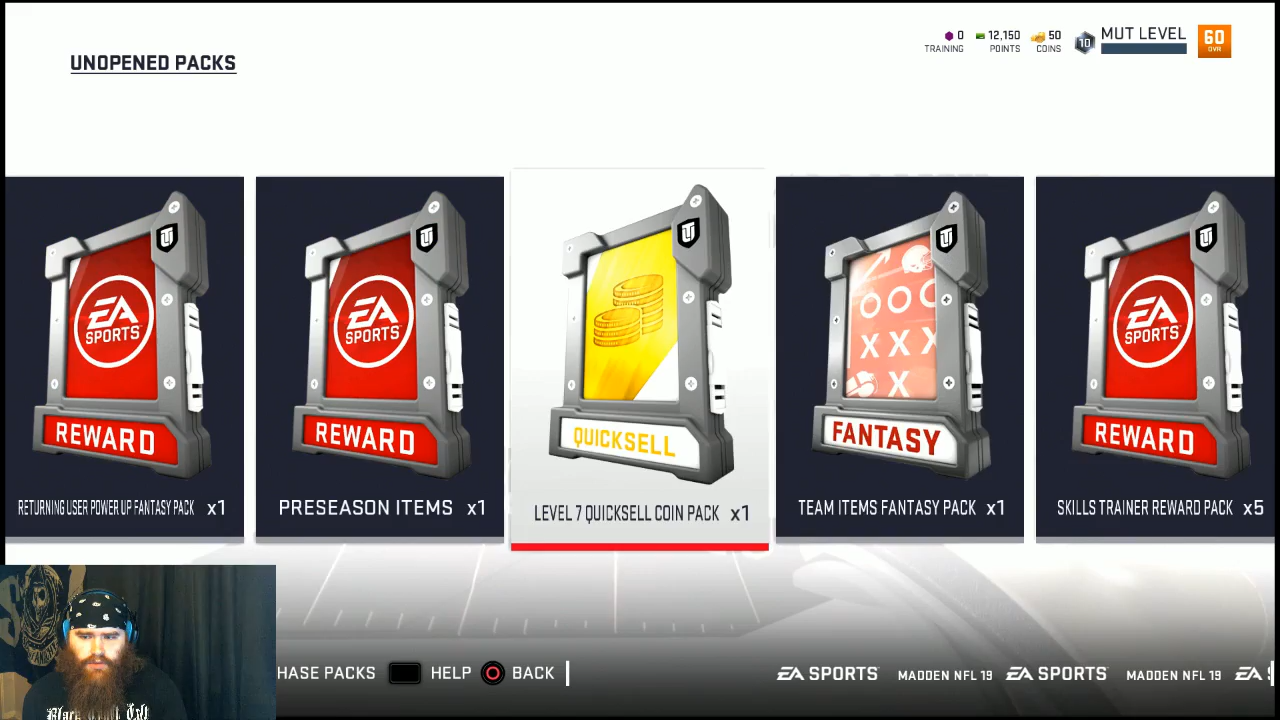 UNOPENED PACKS
0 TRAINING
12,150 POINTS
50 COINS
10
MUT LEVEL
60 OVR
EA SPORTS
REWARD
RETURNING USER POWER UP FANTASY PACK x1
EA SPORTS
REWARD
PRESEASON ITEMS x1
QUICKSELL
LEVEL 7 QUICKSELL COIN PACK x1
OOO
XXX
X
FANTASY
TEAM ITEMS FANTASY PACK x1
EA SPORTS
REWARD
SKILLS TRAINER REWARD PACK x5
HASE PACKS HELP BACK
EA SPORTS MADDEN NFL 19 EA SPORTS MADDEN NFL 19 EA S